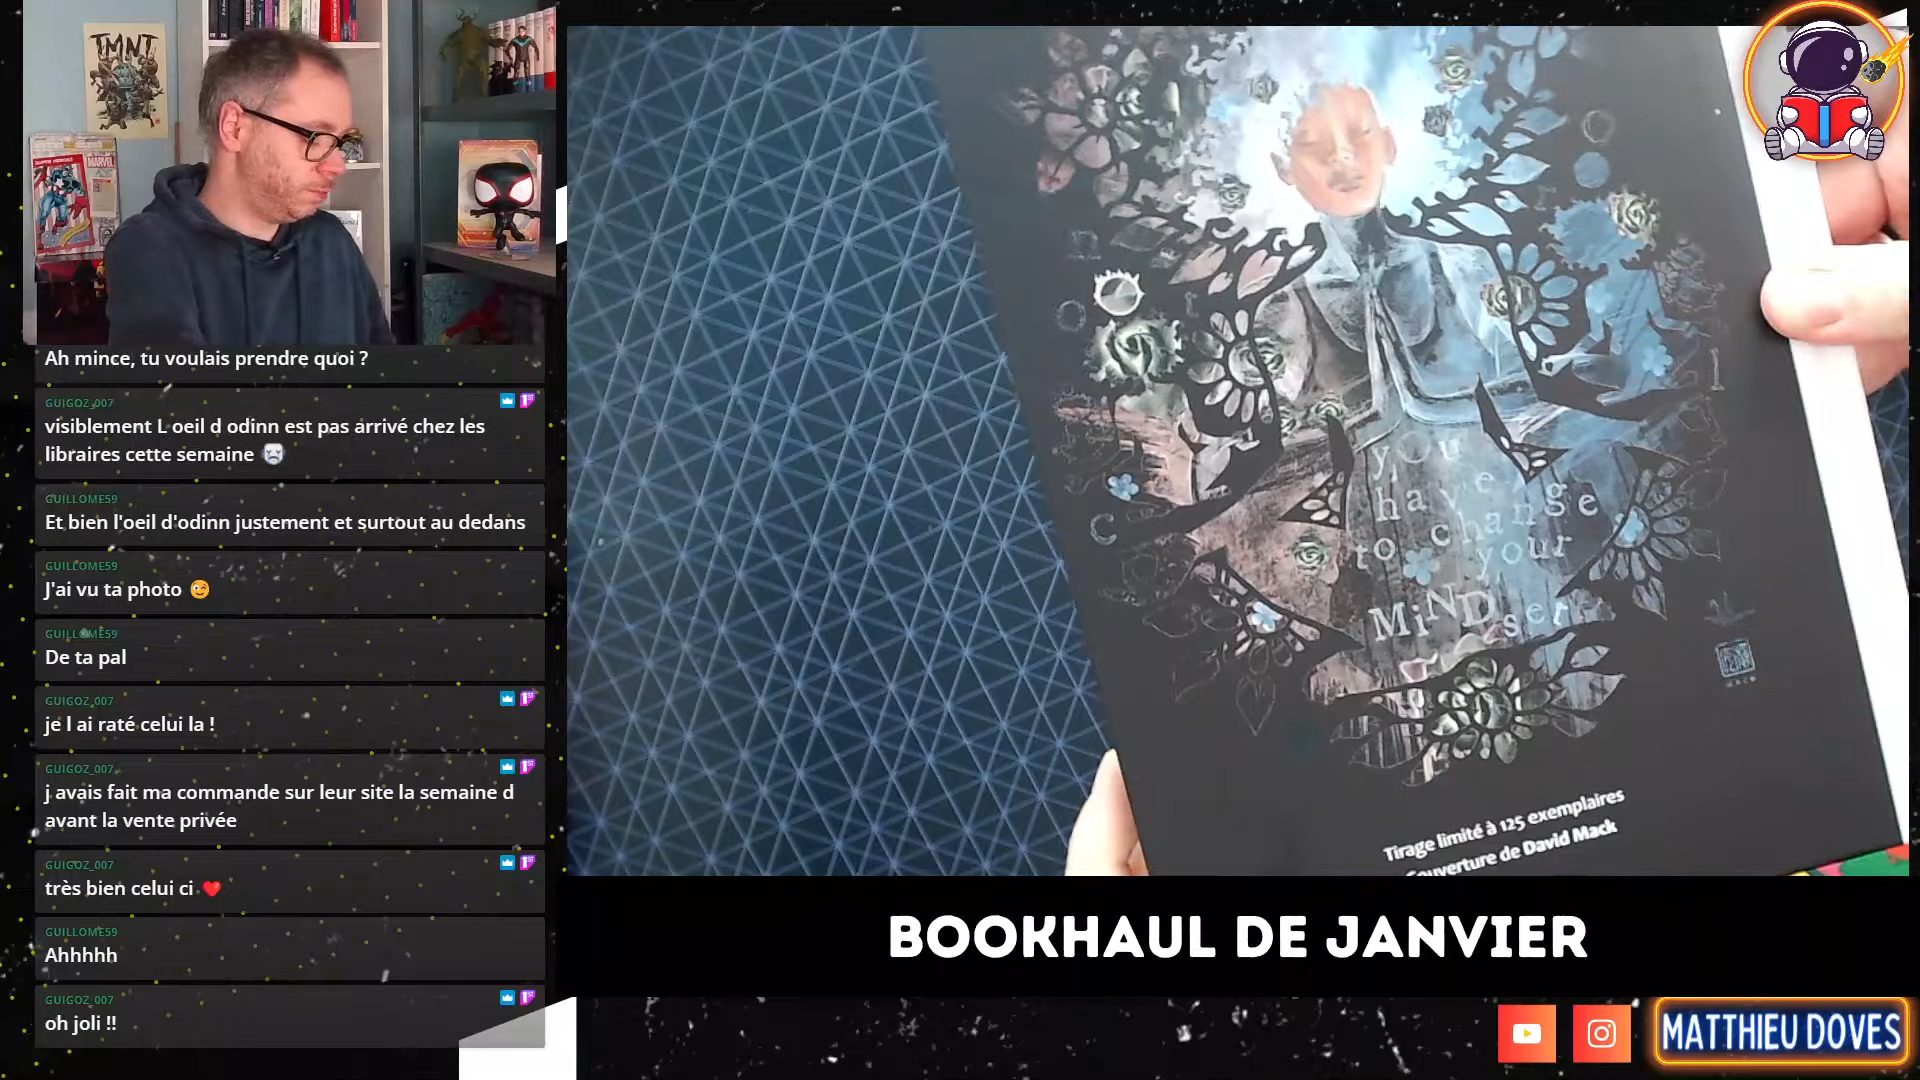 TMNT
MARVEL
Ah mince, tu voulais prendre quoi ?
GUIGOZ_007
visiblement L oeil d odinn est pas arrivé chez les
libraires cette semaine
GUILLOME59
Et bien l'oeil d'odinn justement et surtout au dedans
GUILLOME59
J'ai vu ta photo
GUILLOME59
De ta pal
GUIGOZ_007
je l ai raté celui la !
GUIGOZ_007
j avais fait ma commande sur leur site la semaine d
avant la vente privée
GUIGOZ_007
très bien celui ci
GUILLOME59
Ahhhhh
GUIGOZ_007
oh joli !!
you
have
to change
your
MiNDset
Tirage limité à 125 exemplaires
Couverture de David Mack
BOOKHAUL DE JANVIER
MATTHIEU DOVES